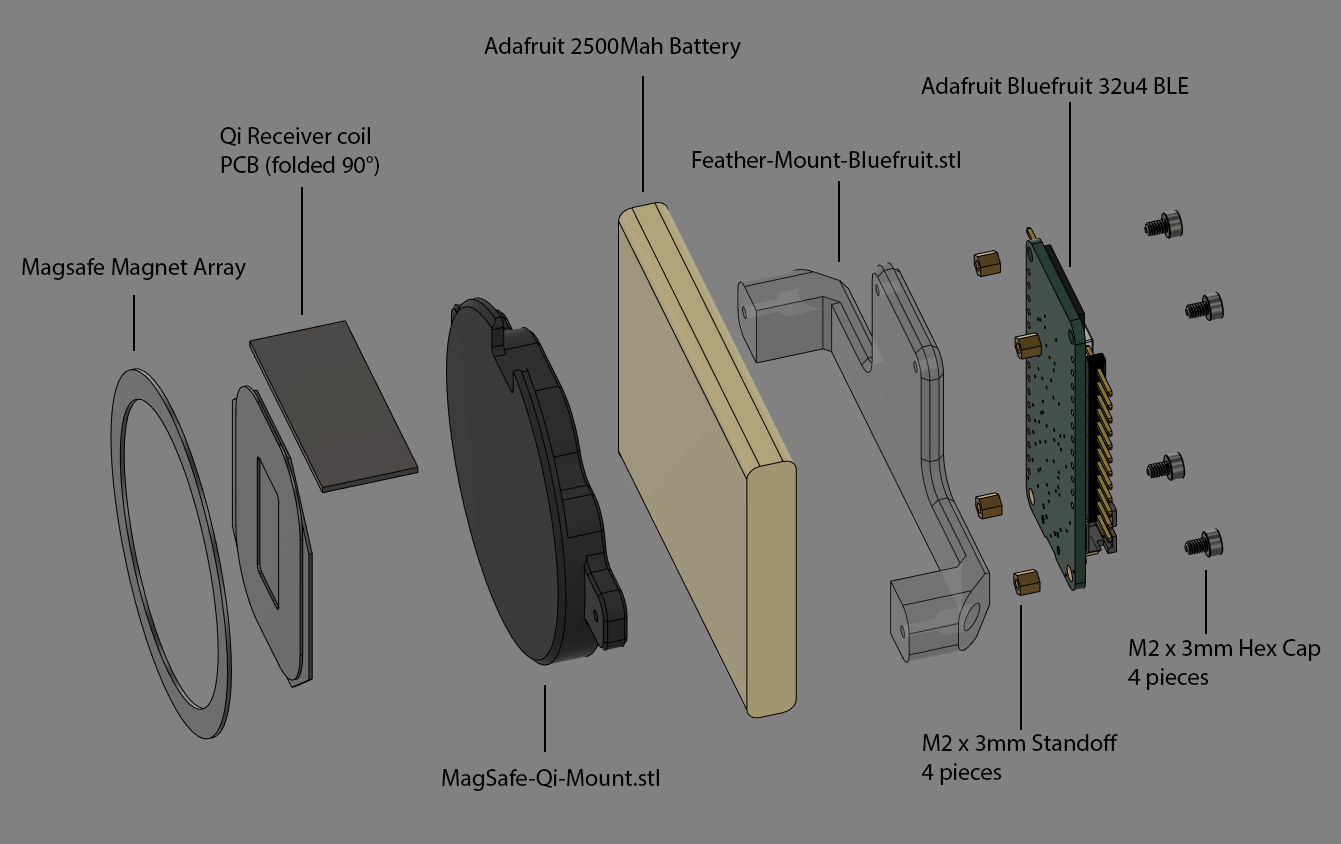 Adafruit 2500Mah Battery
Adafruit Bluefruit 32u4 BLE
Qi Receiver coil
PCB (folded 90°)
Feather-Mount-Bluefruit.stl
Magsafe Magnet Array
M2 x 3mm Hex Cap
4 pieces
M2 x 3mm Standoff
4 pieces
MagSafe-Qi-Mount.stl